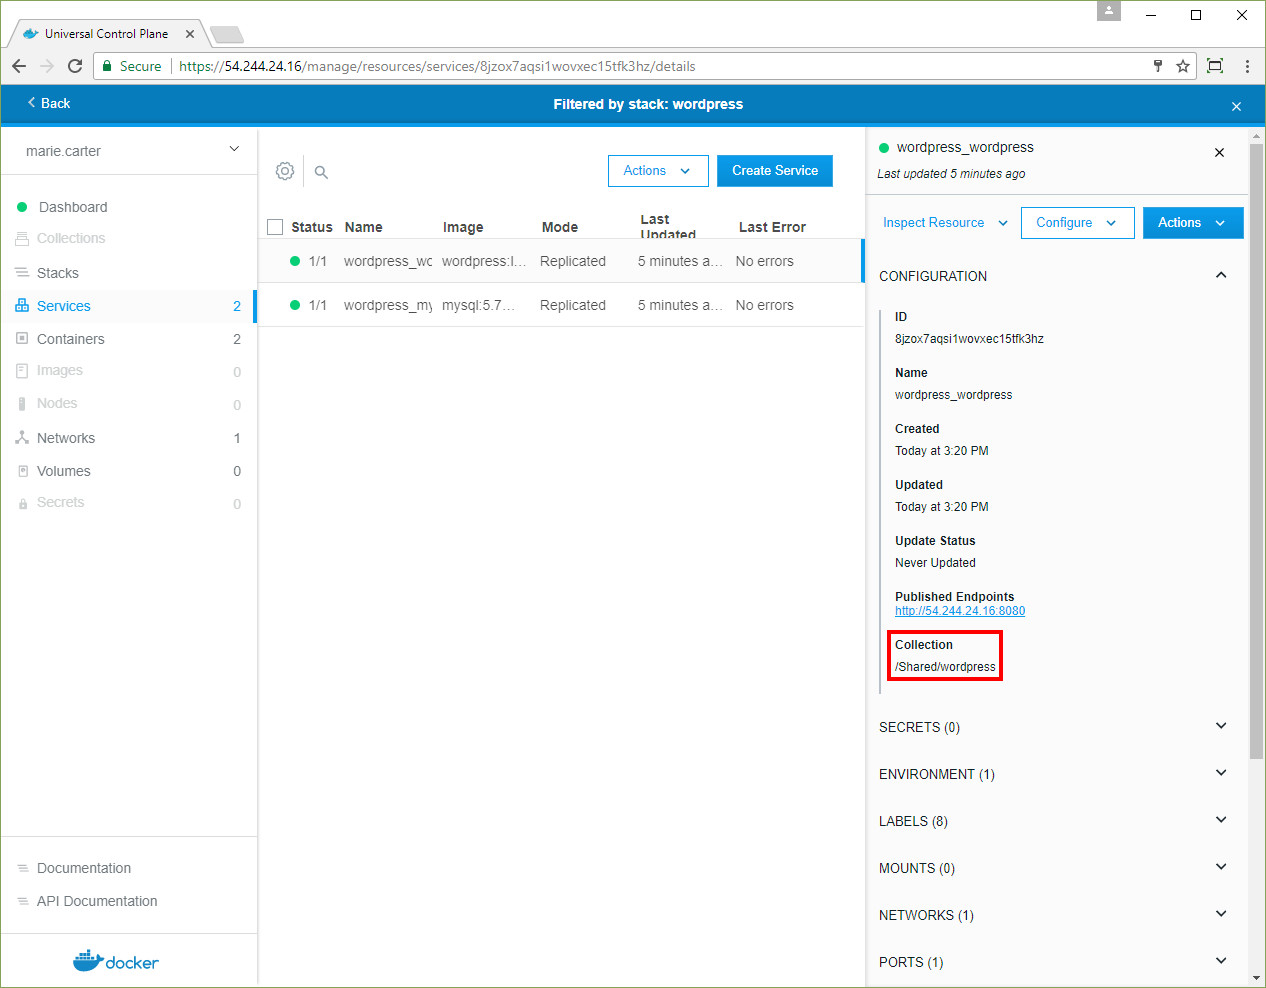 Universal Control Plane
Secure https://54.244.24.16/manage/resources/services/8jzox7aqsi1wovxec15tfk3hz/details
Back
Filtered by stack: wordpress
marie.carter
Dashboard
Collections
Stacks
Services 2
Containers 2
Images 0
Nodes 0
Networks 1
Volumes 0
Secrets 0
Documentation
API Documentation
docker
Actions
Create Service
Status Name Image Mode Last Updated Last Error
1/1 wordpress_wo wordpress:l... Replicated 5 minutes a... No errors
1/1 wordpress_my mysql:5.7... Replicated 5 minutes a... No errors
wordpress_wordpress
Last updated 5 minutes ago
Inspect Resource
Configure
Actions
CONFIGURATION
ID
8jzox7aqsi1wovxec15tfk3hz
Name
wordpress_wordpress
Created
Today at 3:20 PM
Updated
Today at 3:20 PM
Update Status
Never Updated
Published Endpoints
http://54.244.24.16:8080
Collection
/Shared/wordpress
SECRETS (0)
ENVIRONMENT (1)
LABELS (8)
MOUNTS (0)
NETWORKS (1)
PORTS (1)